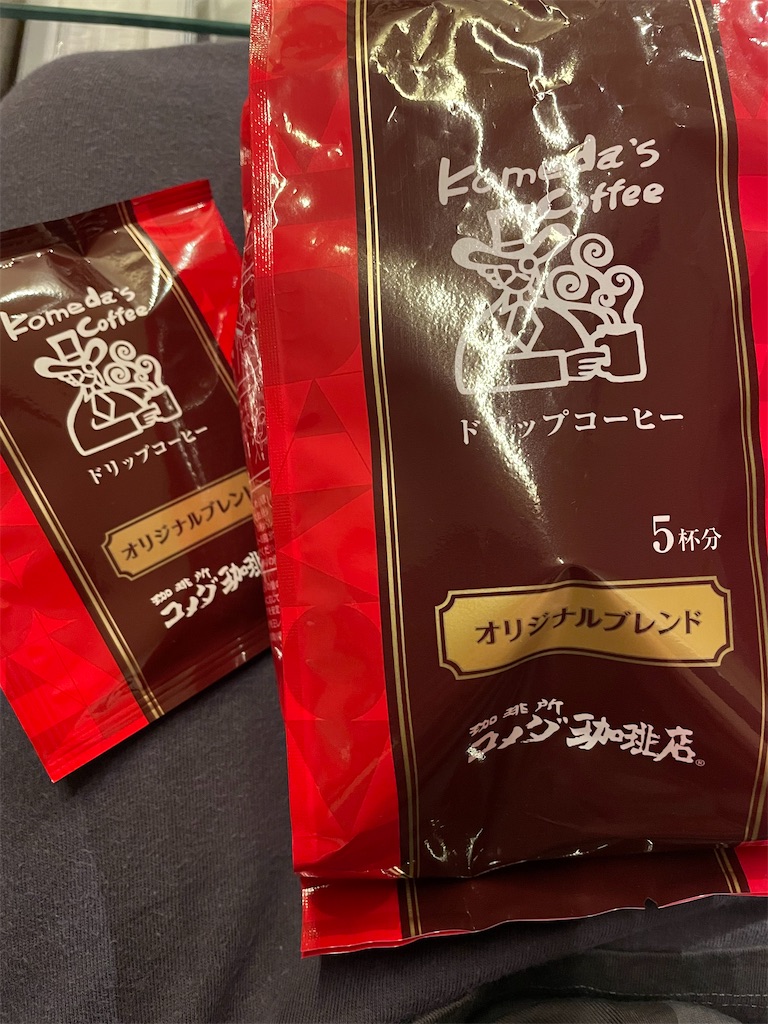 Komeda's
Coffee
ドリップコーヒー
オリジナルブレンド
珈琲所
コメダ珈琲
Komeda's
Coffee
ドリップコーヒー
5杯分
オリジナルブレンド
珈琲所
コメダ珈琲店®